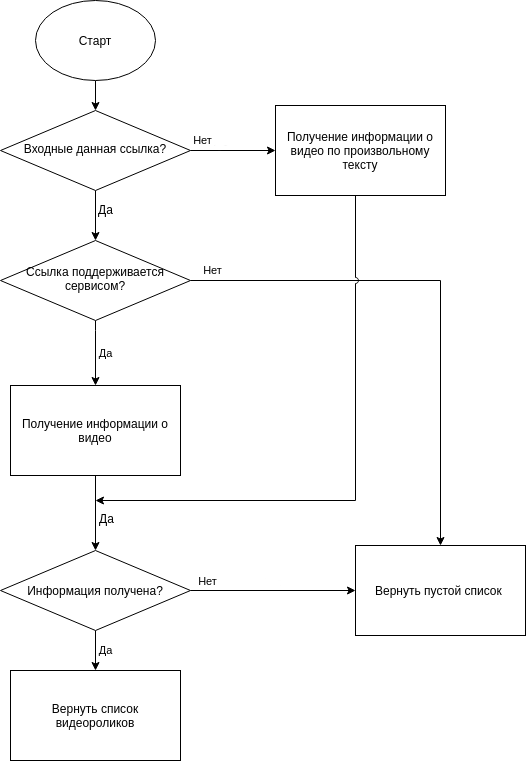 Старт
Входные данная ссылка?
Нет
Получение информации о
видео по произвольному
тексту
Да
Ссылка поддерживается
сервисом?
Нет
Да
Получение информации о
видео
Да
Информация получена?
Нет
Вернуть пустой список
Да
Вернуть список
видеороликов